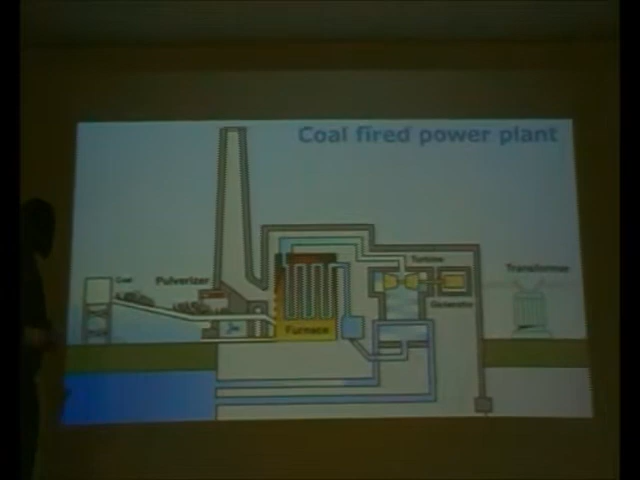 Coal fired power plant
Coal
Pulverizer
Turbine
Transformer
Generator
Furnace